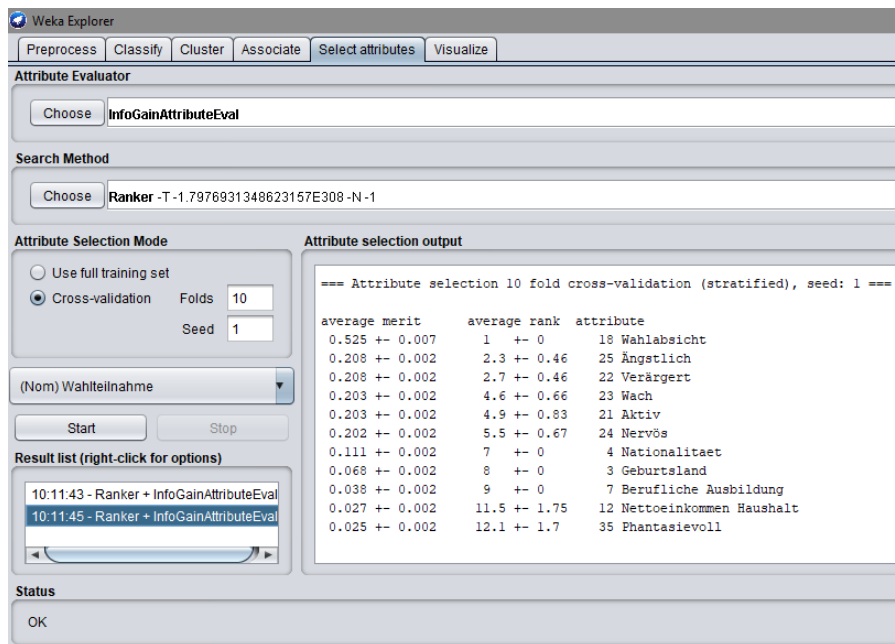 Weka Explorer
Preprocess Classify Cluster Associate Select attributes Visualize
Attribute Evaluator
Choose InfoGainAttributeEval
Search Method
Choose Ranker -T -1.7976931348623157E308 -N -1
Attribute Selection Mode
Use full training set
Cross-validation Folds 10
Seed 1
(Nom) Wahlteilnahme
Start Stop
Result list (right-click for options)
10:11:43 - Ranker + InfoGainAttributeEval
10:11:45 - Ranker + InfoGainAttributeEval
Attribute selection output
=== Attribute selection 10 fold cross-validation (stratified), seed: 1 ===
average merit average rank attribute
0.525 +- 0.007 1 +- 0 18 Wahlabsicht
0.208 +- 0.002 2.3 +- 0.46 25 Ängstlich
0.208 +- 0.002 2.7 +- 0.46 22 Verärgert
0.203 +- 0.002 4.6 +- 0.66 23 Wach
0.203 +- 0.002 4.9 +- 0.83 21 Aktiv
0.202 +- 0.002 5.5 +- 0.67 24 Nervös
0.111 +- 0.002 7 +- 0 4 Nationalitaet
0.068 +- 0.002 8 +- 0 3 Geburtsland
0.038 +- 0.002 9 +- 0 7 Berufliche Ausbildung
0.027 +- 0.002 11.5 +- 1.75 12 Nettoeinkommen Haushalt
0.025 +- 0.002 12.1 +- 1.7 35 Phantasievoll
Status
OK